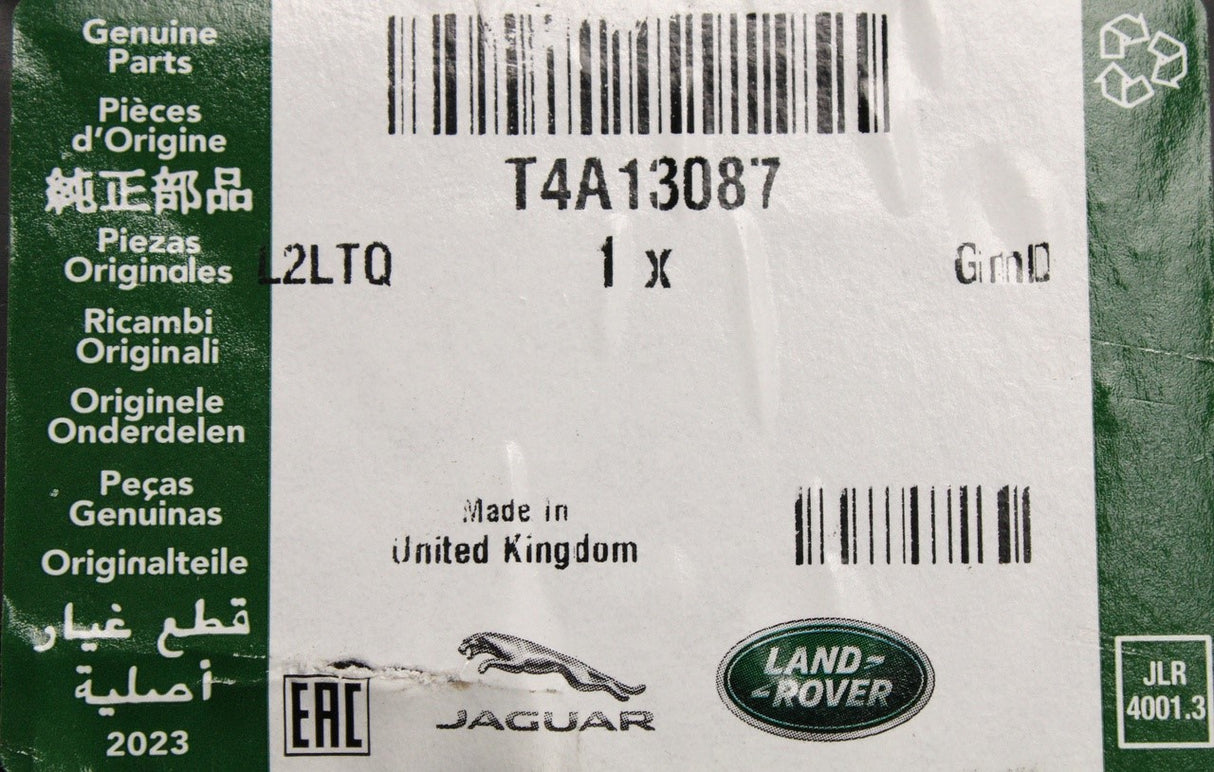 Genuine
Parts
Pièces
d'Origine
純正部品
Piezas
Originales
Ricambi
Originali
Originele
Onderdelen
Peças
Genuinas
Originalteile
قطع غيار
أصلية
2023
T4A13087
L2LTQ 1 x
Made in
United Kingdom
EAC
JAGUAR
LAND-
-ROVER
JLR
4001.3